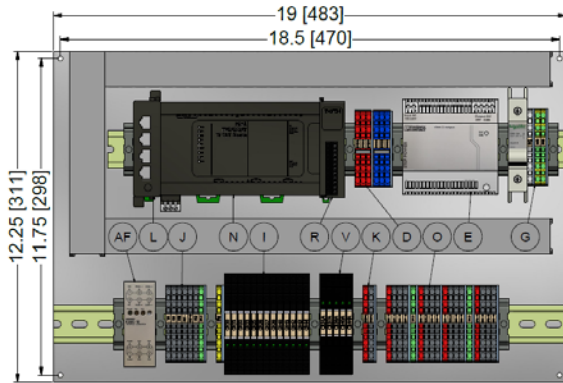 19 [483]
18.5 [470]
12.25 [311]
11.75 [298]
AF
L
J
N
I
R
V
K
D
O
E
G